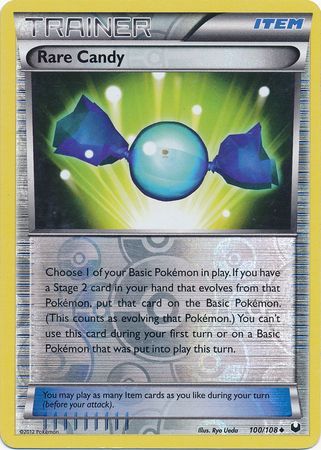 TRAINER
ITEM
Rare Candy
Choose 1 of your Basic Pokémon in play. If you have
a Stage 2 card in your hand that evolves from that
Pokémon, put that card on the Basic Pokémon.
(This counts as evolving that Pokémon.) You can't
use this card during your first turn or on a Basic
Pokémon that was put into play this turn.
You may play as many Item cards as you like during your turn
(before your attack).
©2012 Pokémon
Illus. Ryo Ueda
100/108